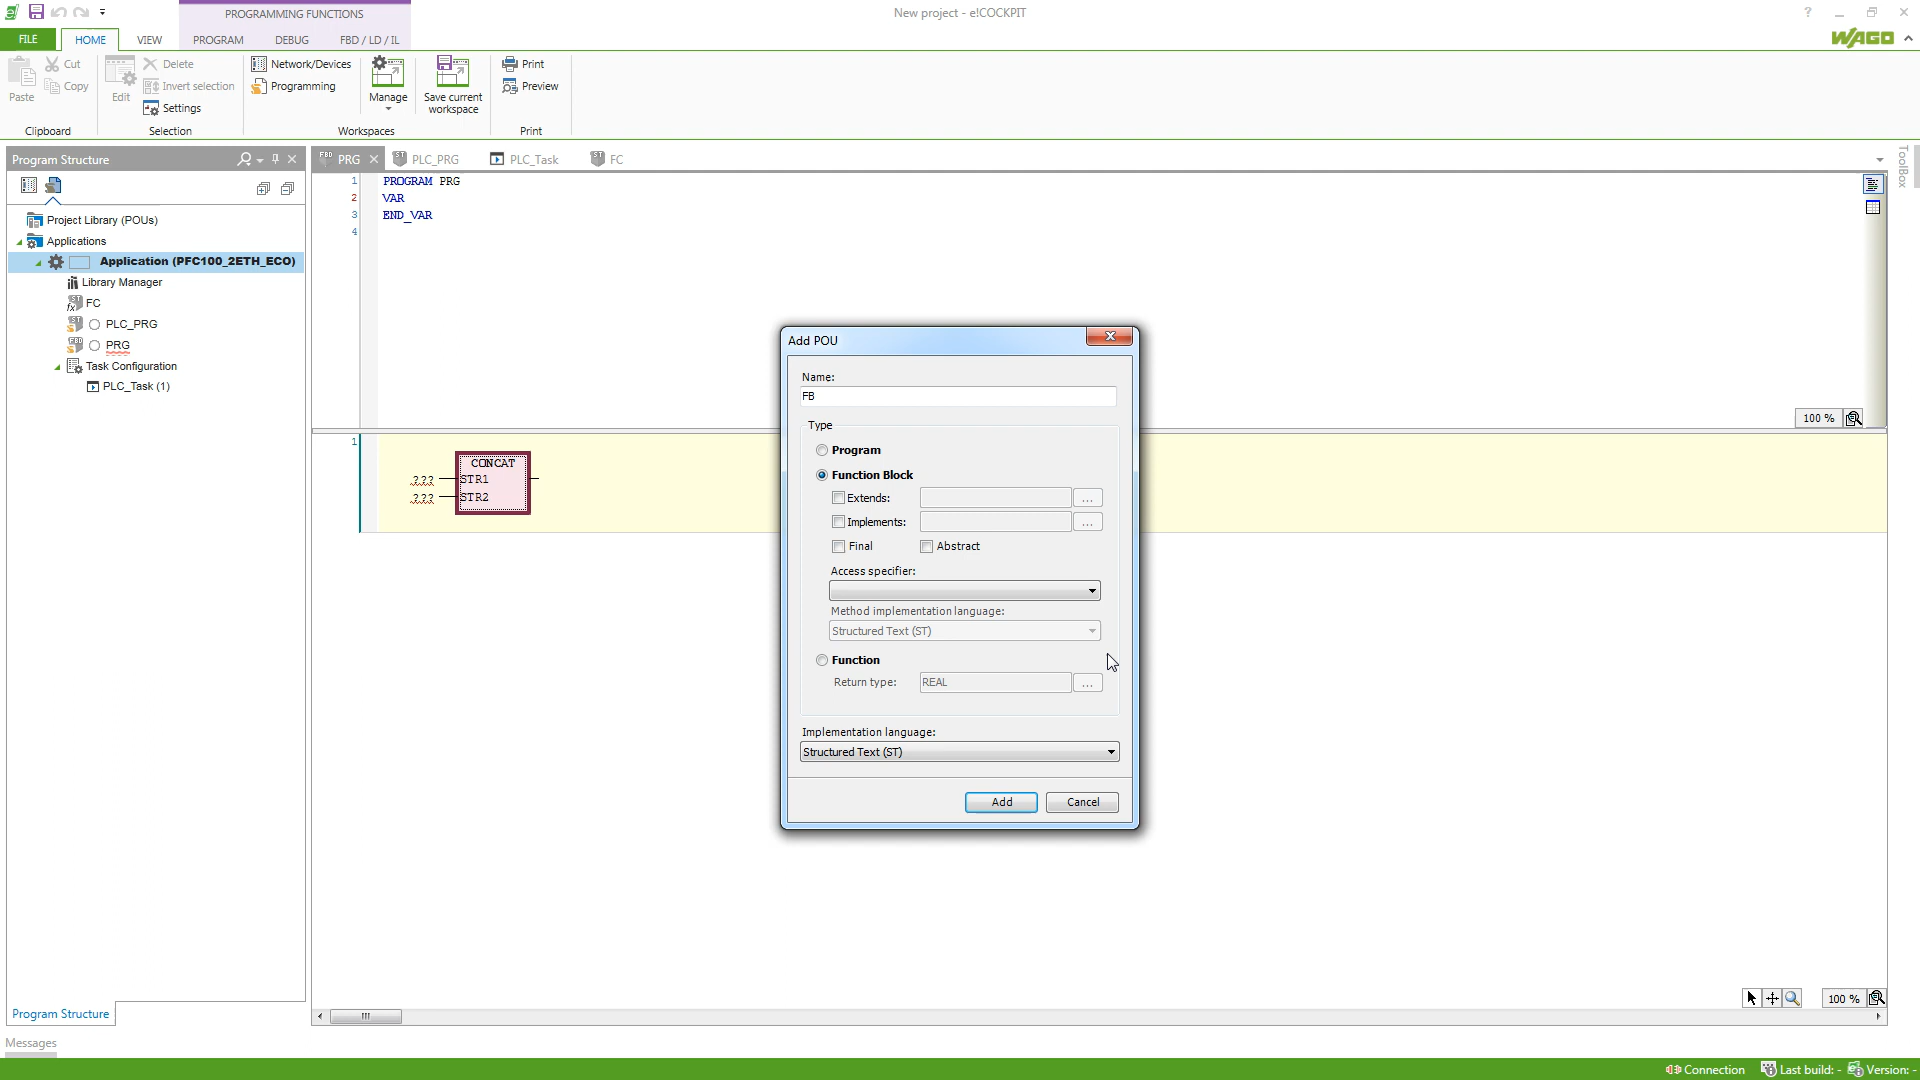 PROGRAMMING FUNCTIONS
New project - e!COCKPIT
FILE HOME VIEW PROGRAM DEBUG FBD / LD / IL
WAGO
Paste Cut Copy
Clipboard
Edit Delete
Invert selection
Settings
Selection
Network/Devices
Programming
Manage
Save current
workspace
Workspaces
Print
Preview
Print
Program Structure
Project Library (POUs)
Applications
Application (PFC100_2ETH_ECO)
Library Manager
FC
PLC_PRG
PRG
Task Configuration
PLC_Task (1)
Program Structure
PRG PLC_PRG PLC_Task FC
1 PROGRAM PRG
2 VAR
3 END_VAR
4
100 %
1
CONCAT
??? STR1
??? STR2
Add POU
Name:
FB
Type
Program
Function Block
Extends: ...
Implements: ...
Final Abstract
Access specifier:
Method implementation language:
Structured Text (ST)
Function
Return type: REAL ...
Implementation language:
Structured Text (ST)
Add Cancel
100 %
ToolBox
Messages
Connection Last build: - Version: -